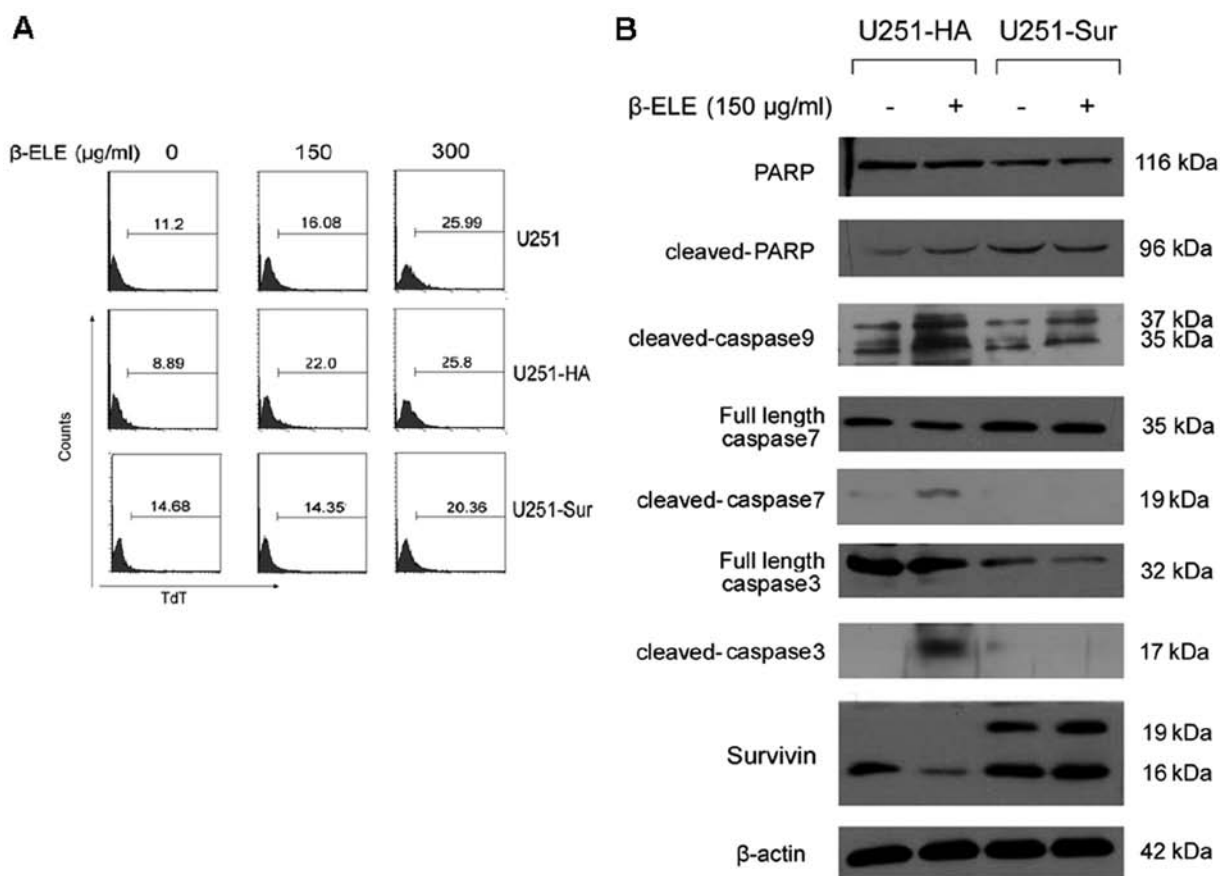 A
β-ELE (µg/ml) 0 150 300
11.2 16.08 25.99 U251
8.89 22.0 25.8 U251-HA
14.68 14.35 20.36 U251-Sur
Counts
TdT
B
U251-HA U251-Sur
β-ELE (150 µg/ml) - + - +
PARP 116 kDa
cleaved-PARP 96 kDa
37 kDa
cleaved-caspase9 35 kDa
Full length
caspase7 35 kDa
cleaved-caspase7 19 kDa
Full length
caspase3 32 kDa
cleaved-caspase3 17 kDa
19 kDa
Survivin 16 kDa
β-actin 42 kDa